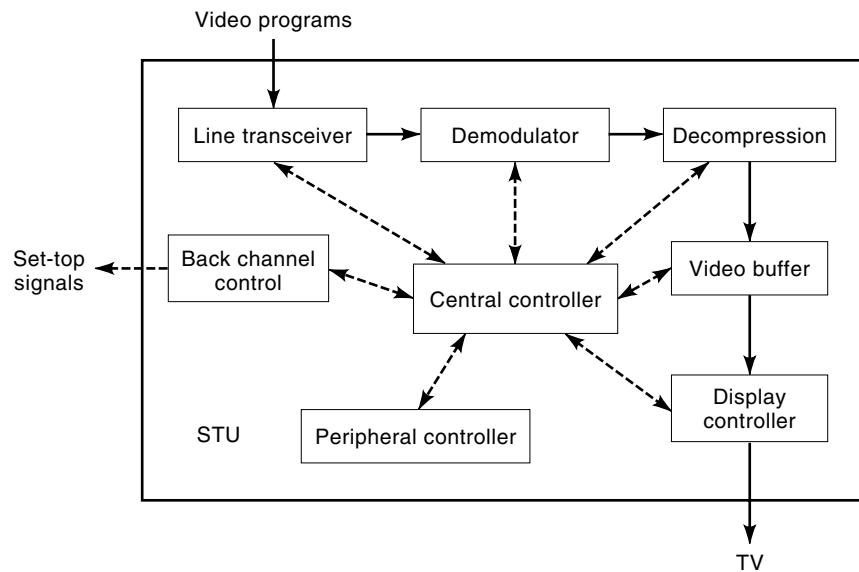 Video programs
Line transceiver
Demodulator
Decompression
Set-top
signals
Back channel
control
Central controller
Video buffer
Display
controller
STU
Peripheral controller
TV